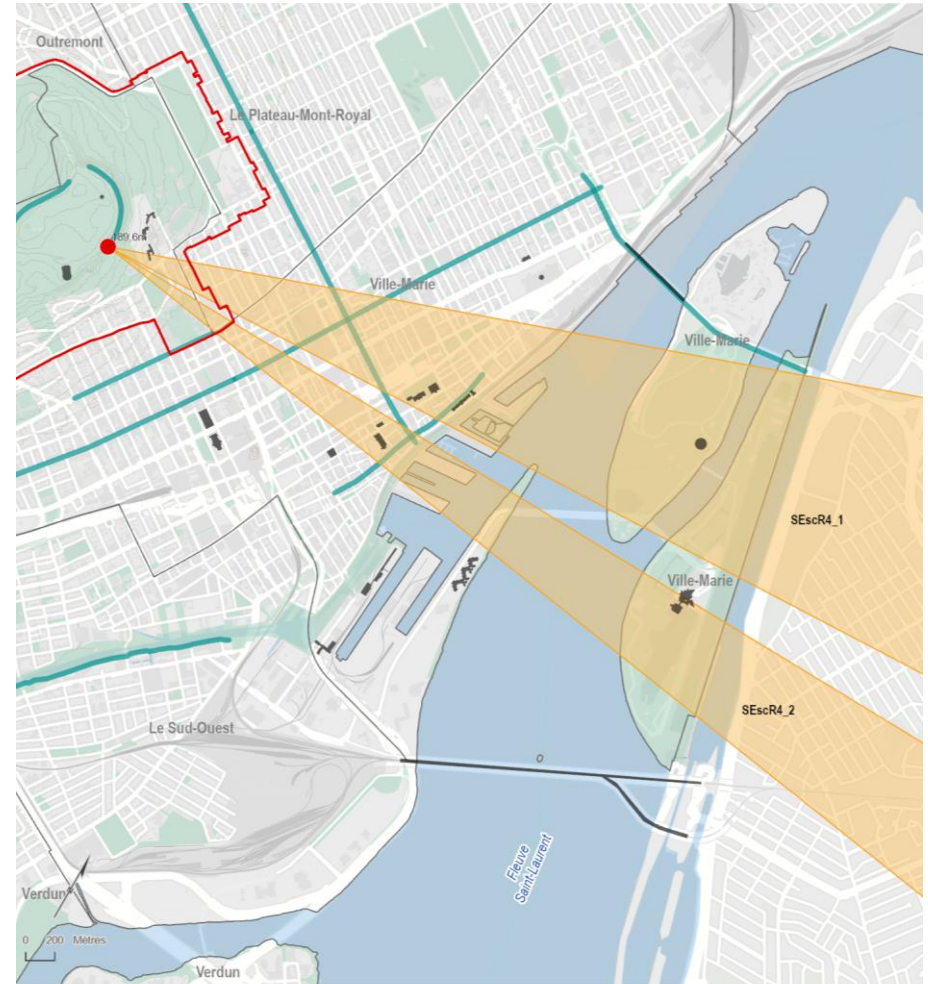 Outremont
Le Plateau-Mont-Royal
189,6m
Ville-Marie
Ville-Marie
SEscR4_1
Ville-Marie
SEscR4_2
Le Sud-Ouest
Fleuve
Saint-Laurent
Verdun
0 200 Mètres
Verdun